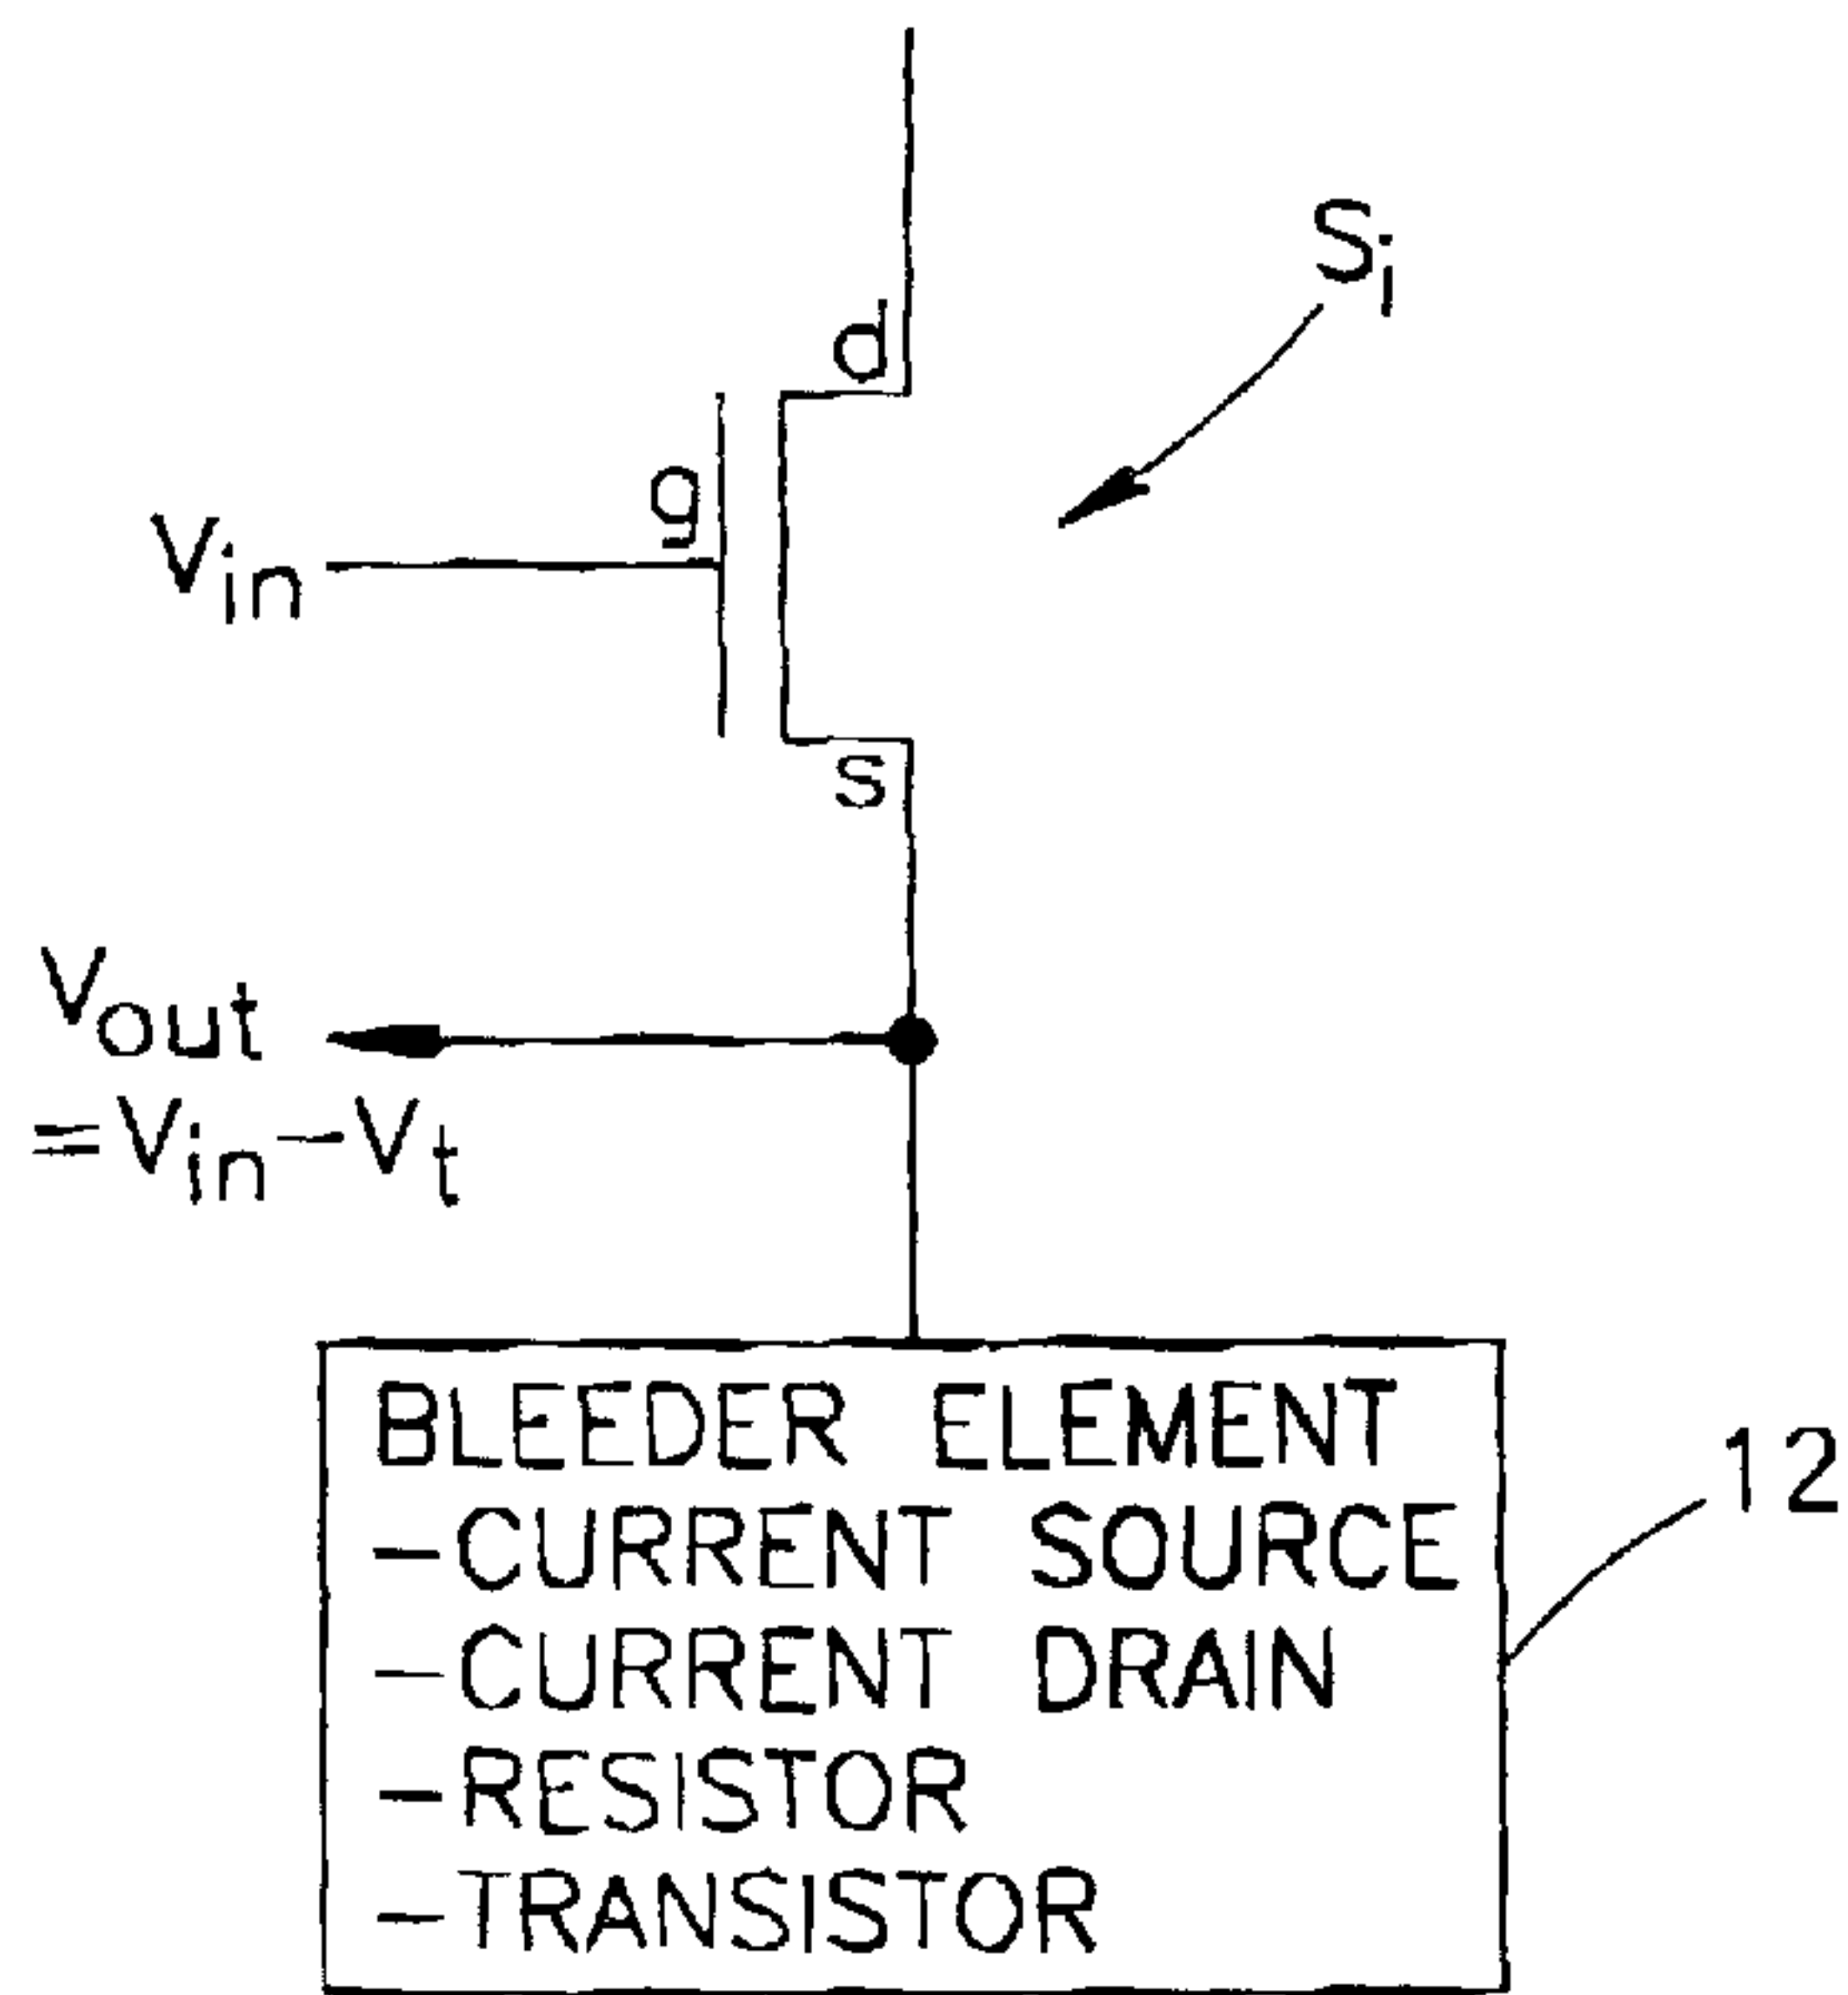 Si
d
g
Vin
s
Vout
=Vin-Vt
BLEEDER ELEMENT
-CURRENT SOURCE
-CURRENT DRAIN
-RESISTOR
-TRANSISTOR
12